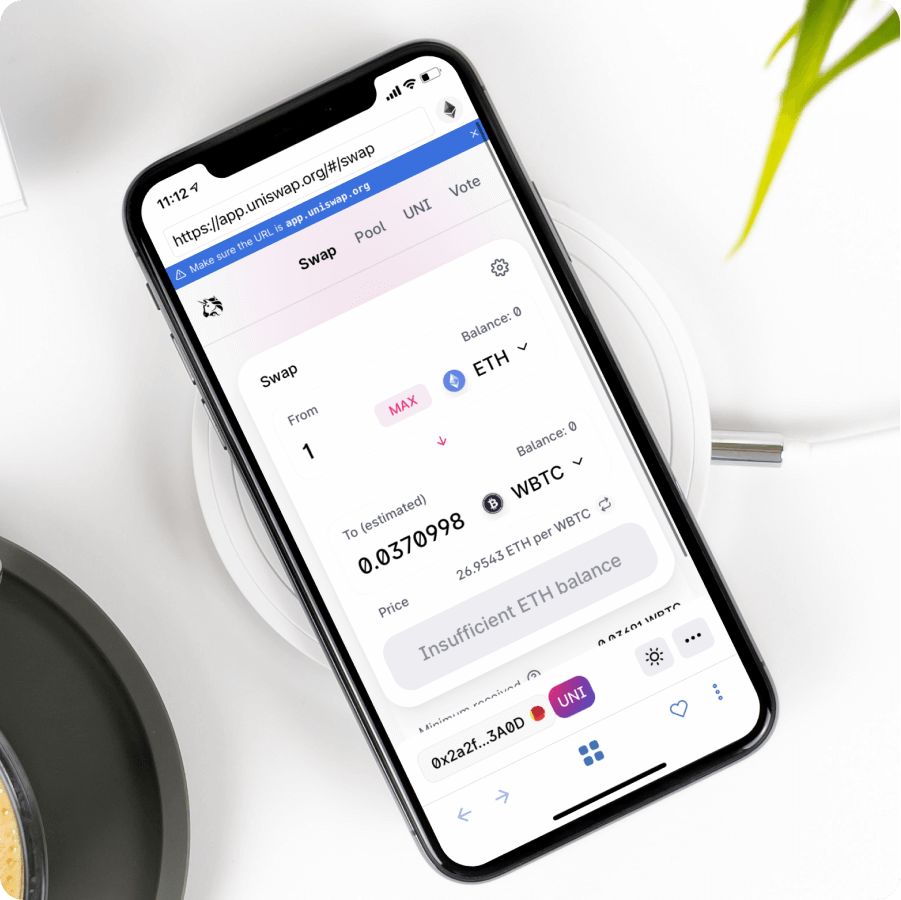 11:12
https://app.uniswap.org/#/swap
Make sure the URL is app.uniswap.org
Swap Pool UNI Vote
Swap
From
Balance: 0
1 MAX ETH
To (estimated)
Balance: 0
0.0370998 WBTC
Price 26.9543 ETH per WBTC
Insufficient ETH balance
Minimum received WBTC
0x2a2f...3A0D UNI